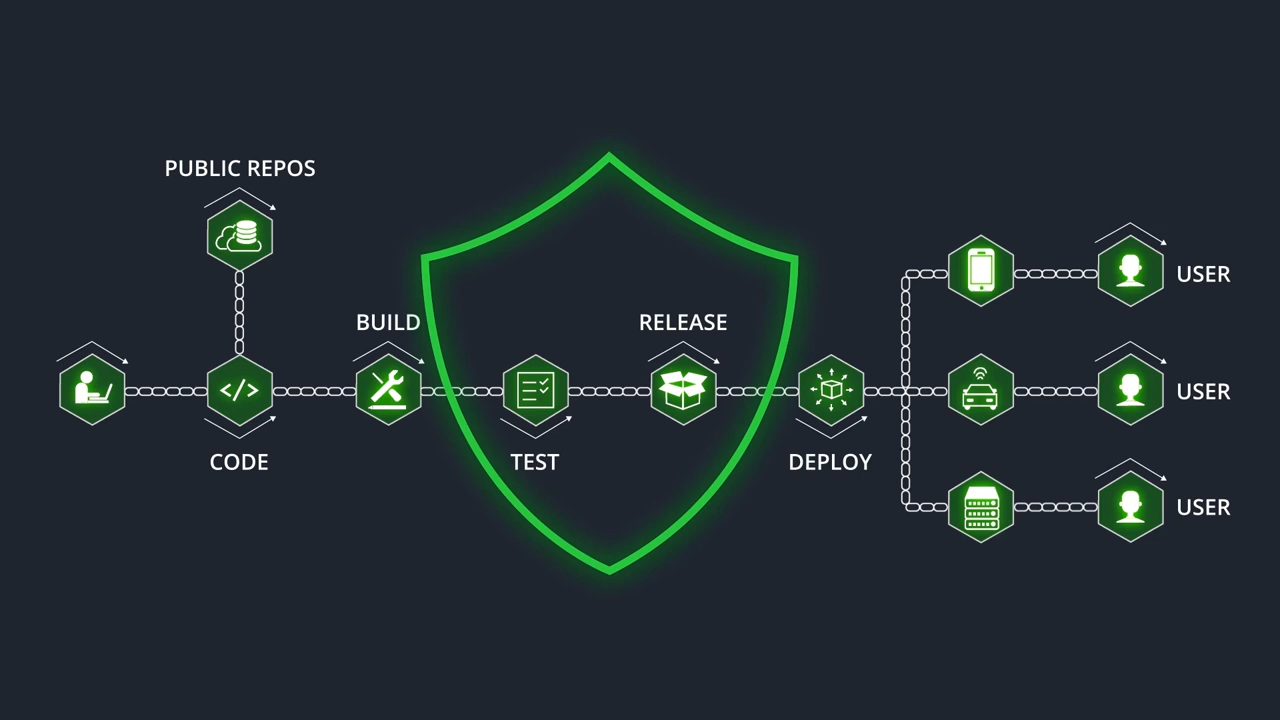 PUBLIC REPOS
BUILD
RELEASE
CODE
TEST
DEPLOY
USER
USER
USER